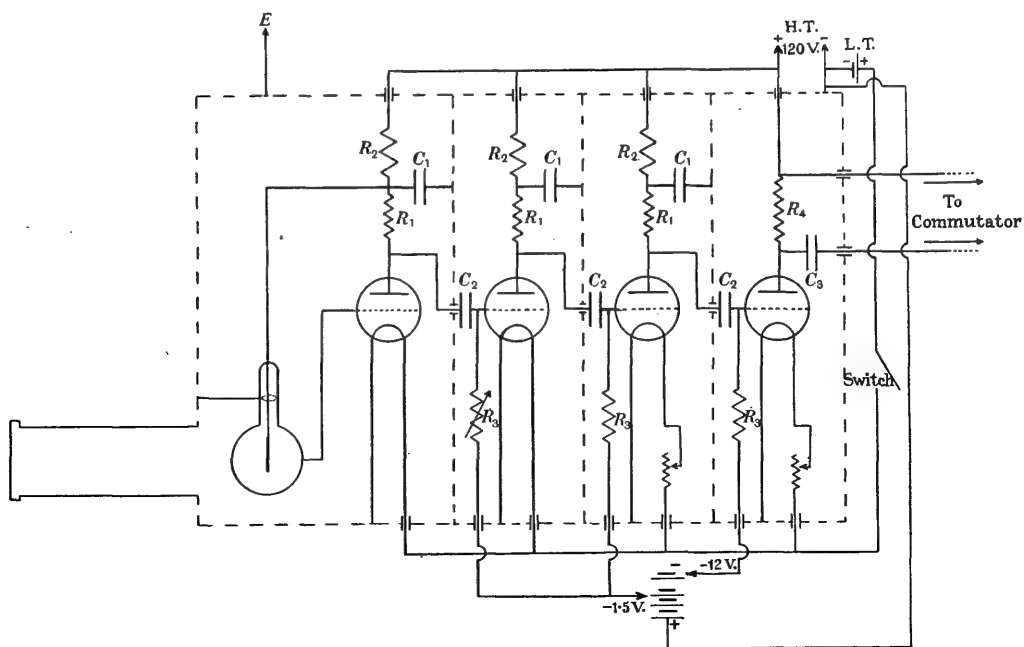 E
H.T.
+ 120 V. -
L.T.
- +
R₂ C₁ R₂ C₁ R₂ C₁
R₁ R₁ R₁ R₄
To
Commutator
C₂ C₂ C₂ C₃
Switch
R₃ R₃ R₃
-12 V.
-1·5V.
+